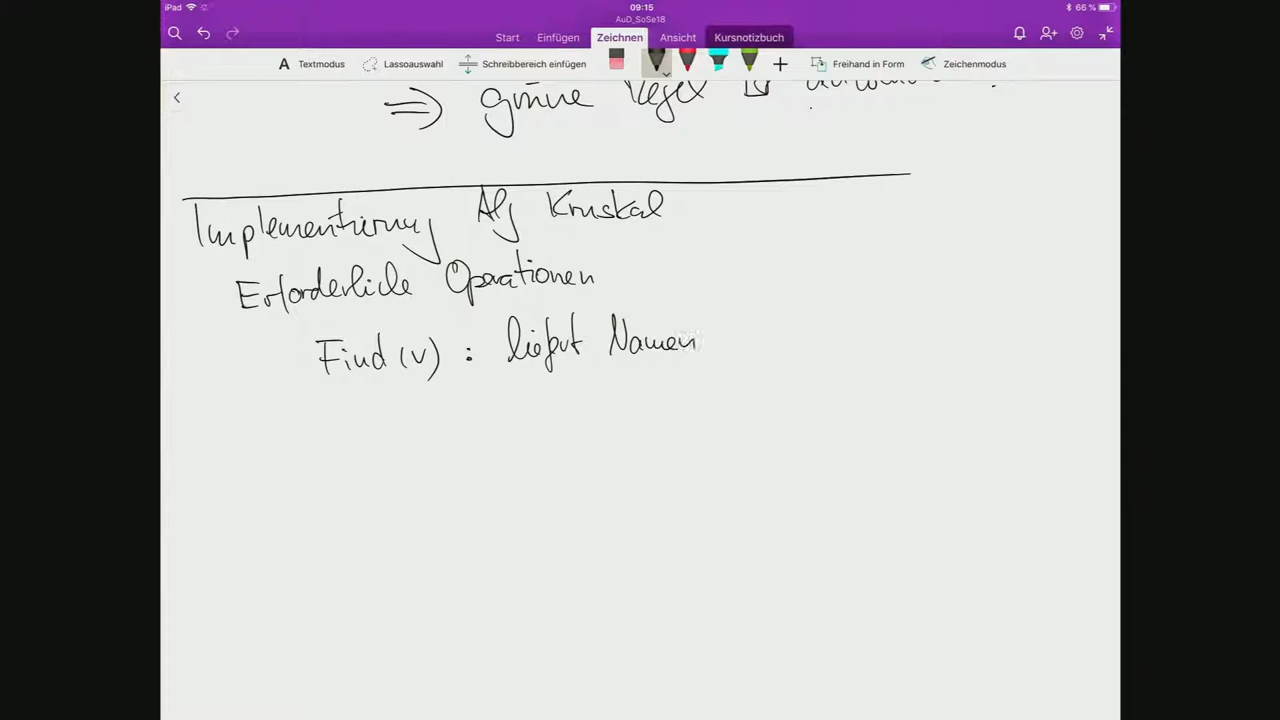 iPad 09:15 66 %
AuD_SoSe18
Start Einfügen Zeichnen Ansicht Kursnotizbuch
A Textmodus Lassoauswahl Schreibbereich einfügen + Freihand in Form Zeichenmodus
⇒ grüne Regel
Implementierung Alg Kruskal
Erforderliche Operationen
Find (v) : liefert Namen